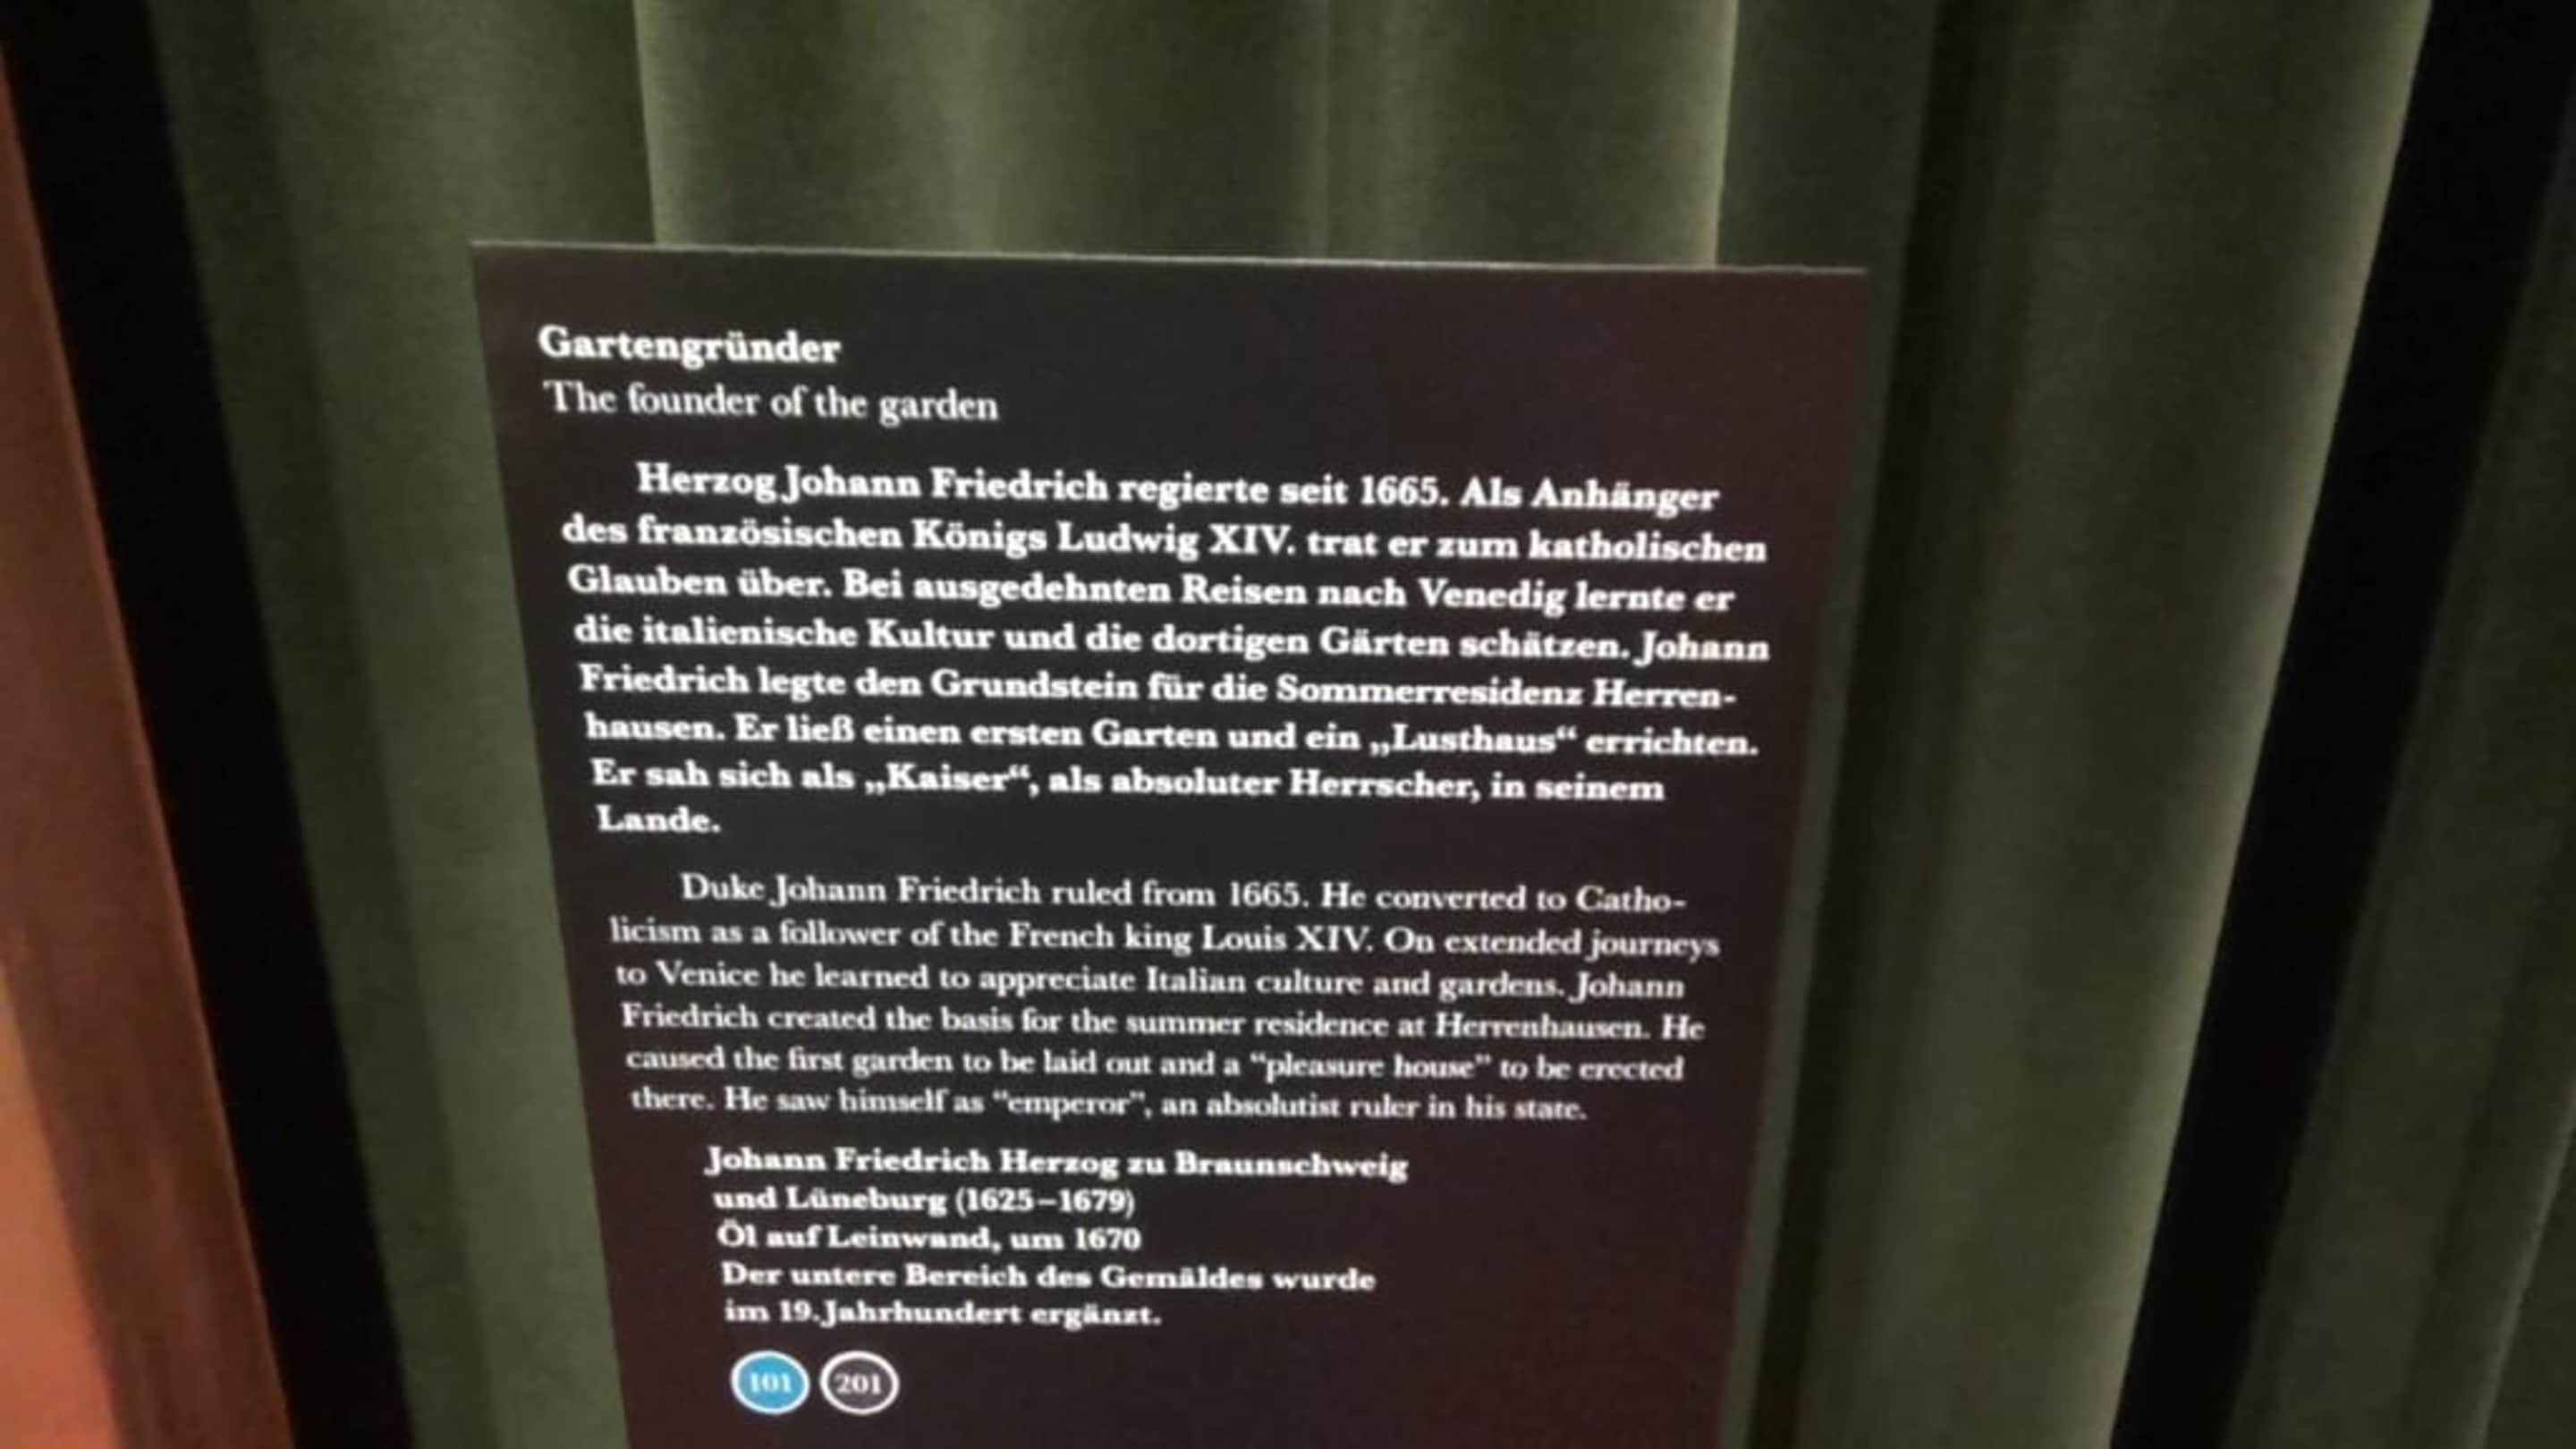 Gartengründer
The founder of the garden
Herzog Johann Friedrich regierte seit 1665. Als Anhänger
des französischen Königs Ludwig XIV. trat er zum katholischen
Glauben über. Bei ausgedehnten Reisen nach Venedig lernte er
die italienische Kultur und die dortigen Gärten schätzen. Johann
Friedrich legte den Grundstein für die Sommerresidenz Herren-
hausen. Er ließ einen ersten Garten und ein „Lusthaus“ errichten.
Er sah sich als „Kaiser“, als absoluter Herrscher, in seinem
Lande.
Duke Johann Friedrich ruled from 1665. He converted to Catho-
licism as a follower of the French king Louis XIV. On extended journeys
to Venice he learned to appreciate Italian culture and gardens. Johann
Friedrich created the basis for the summer residence at Herrenhausen. He
caused the first garden to be laid out and a “pleasure house” to be erected
there. He saw himself as “emperor”, an absolutist ruler in his state.
Johann Friedrich Herzog zu Braunschweig
und Lüneburg (1625–1679)
Öl auf Leinwand, um 1670
Der untere Bereich des Gemäldes wurde
im 19. Jahrhundert ergänzt.
101 201